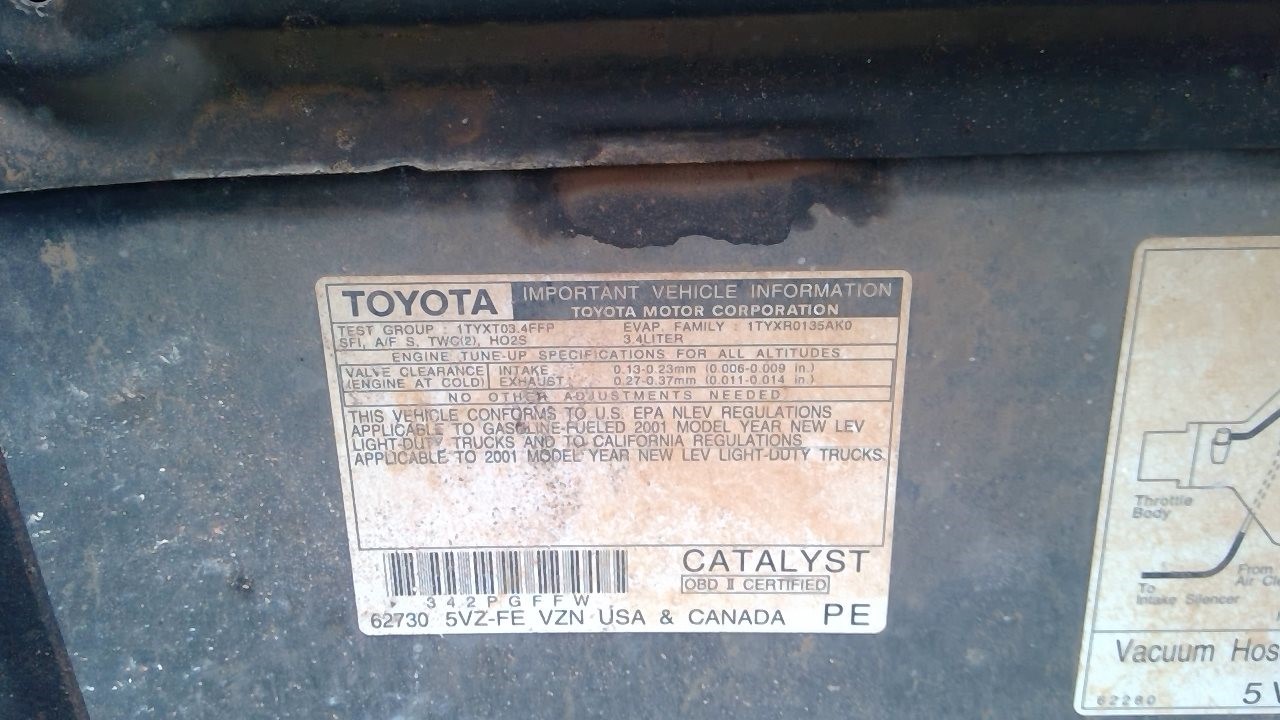 TOYOTA IMPORTANT VEHICLE INFORMATION
TOYOTA MOTOR CORPORATION
TEST GROUP : 1TYXT03.4FFP EVAP. FAMILY : 1TYXR0135AK0
SFI, A/F S, TWC(2), HO2S 3.4LITER
ENGINE TUNE-UP SPECIFICATIONS FOR ALL ALTITUDES
VALVE CLEARANCE INTAKE 0.13-0.23mm (0.006-0.009 in.)
(ENGINE AT COLD) EXHAUST 0.27-0.37mm (0.011-0.014 in.)
NO OTHER ADJUSTMENTS NEEDED
THIS VEHICLE CONFORMS TO U.S. EPA NLEV REGULATIONS
APPLICABLE TO GASOLINE-FUELED 2001 MODEL YEAR NEW LEV
LIGHT-DUTY TRUCKS AND TO CALIFORNIA REGULATIONS
APPLICABLE TO 2001 MODEL YEAR NEW LEV LIGHT-DUTY TRUCKS.
CATALYST
OBD II CERTIFIED
342PGFFW
62730 5VZ-FE VZN USA & CANADA PE
Throttle
Body
From
Air
To
Intake Silencer
Vacuum Hos
62280 5V